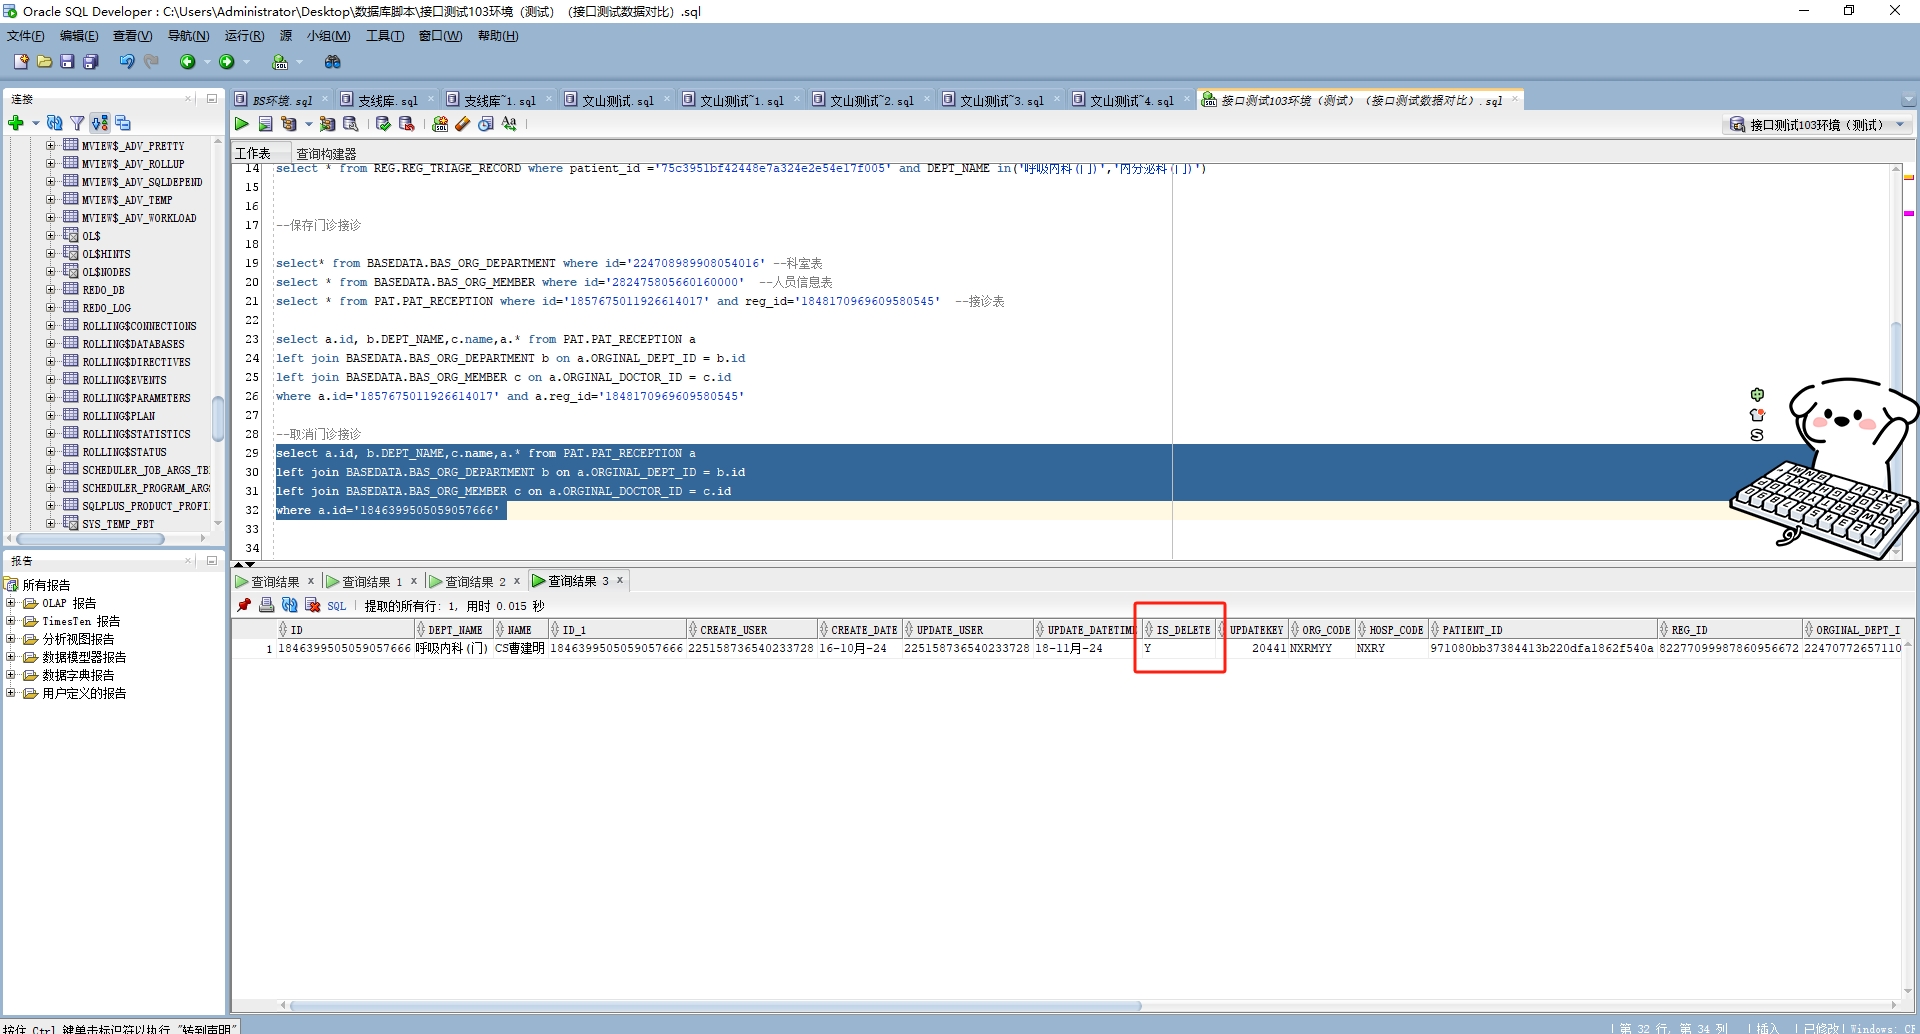 Oracle SQL Developer : C:\Users\Administrator\Desktop\数据库脚本\接口测试103环境（测试）（接口测试数据对比）.sql
文件(F) 编辑(E) 查看(V) 导航(N) 运行(R) 源 小组(M) 工具(T) 窗口(W) 帮助(H)
连接
BS环境.sql 支线库.sql 支线库~1.sql 文山测试.sql 文山测试~1.sql 文山测试~2.sql 文山测试~3.sql 文山测试~4.sql 接口测试103环境（测试）（接口测试数据对比）.sql
接口测试103环境（测试）
MVIEW$_ADV_PRETTY
MVIEW$_ADV_ROLLUP
MVIEW$_ADV_SQLDEPEND
MVIEW$_ADV_TEMP
MVIEW$_ADV_WORKLOAD
OL$
OL$HINTS
OL$NODES
REDO_DB
REDO_LOG
ROLLING$CONNECTIONS
ROLLING$DATABASES
ROLLING$DIRECTIVES
ROLLING$EVENTS
ROLLING$PARAMETERS
ROLLING$PLAN
ROLLING$STATISTICS
ROLLING$STATUS
SCHEDULER_JOB_ARGS_TB
SCHEDULER_PROGRAM_ARG
SQLPLUS_PRODUCT_PROFI
SYS_TEMP_FBT
工作表 查询构建器
14 select * from REG.REG_TRIAGE_RECORD where patient_id ='75c3951bf42448e7a324e2e54e17f005' and DEPT_NAME in('呼吸内科(门)','内分泌科(门)')
15
16
17 --保存门诊接诊
18
19 select* from BASEDATA.BAS_ORG_DEPARTMENT where id='224708989908054016' --科室表
20 select * from BASEDATA.BAS_ORG_MEMBER where id='282475805660160000' --人员信息表
21 select * from PAT.PAT_RECEPTION where id='1857675011926614017' and reg_id='1848170969609580545' --接诊表
22
23 select a.id, b.DEPT_NAME,c.name,a.* from PAT.PAT_RECEPTION a
24 left join BASEDATA.BAS_ORG_DEPARTMENT b on a.ORGINAL_DEPT_ID = b.id
25 left join BASEDATA.BAS_ORG_MEMBER c on a.ORGINAL_DOCTOR_ID = c.id
26 where a.id='1857675011926614017' and a.reg_id='1848170969609580545'
27
28 --取消门诊接诊
29 select a.id, b.DEPT_NAME,c.name,a.* from PAT.PAT_RECEPTION a
30 left join BASEDATA.BAS_ORG_DEPARTMENT b on a.ORGINAL_DEPT_ID = b.id
31 left join BASEDATA.BAS_ORG_MEMBER c on a.ORGINAL_DOCTOR_ID = c.id
32 where a.id='1846399505059057666'
33
34
报告
所有报告
OLAP 报告
TimesTen 报告
分析视图报告
数据模型器报告
数据字典报告
用户定义的报告
查询结果 x 查询结果 1 x 查询结果 2 x 查询结果 3 x
SQL 提取的所有行: 1, 用时 0.015 秒
ID DEPT_NAME NAME ID_1 CREATE_USER CREATE_DATE UPDATE_USER UPDATE_DATETIME IS_DELETE UPDATEKEY ORG_CODE HOSP_CODE PATIENT_ID REG_ID ORGINAL_DEPT_I
1 1846399505059057666 呼吸内科(门) CS曹建明 1846399505059057666 225158736540233728 16-10月-24 225158736540233728 18-11月-24 Y 20441 NXRMYY NXRY 971080bb37384413b220dfa1862f540a 82277099987860956672 22470772657110
按住 Ctrl 键单击标识符以执行 "转到声明"
第 32 行, 第 34 列 插入 已修改 Windows: CF